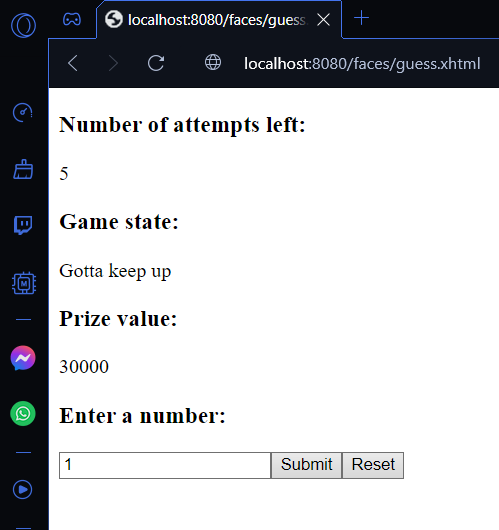 localhost:8080/faces/guess
localhost:8080/faces/guess.xhtml
Number of attempts left:
5
Game state:
Gotta keep up
Prize value:
30000
Enter a number:
1 Submit Reset
M